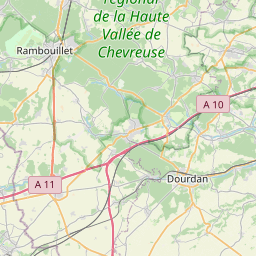 régional
de la Haute
Vallée de
Chevreuse
Rambouillet
A 10
A 11
Dourdan